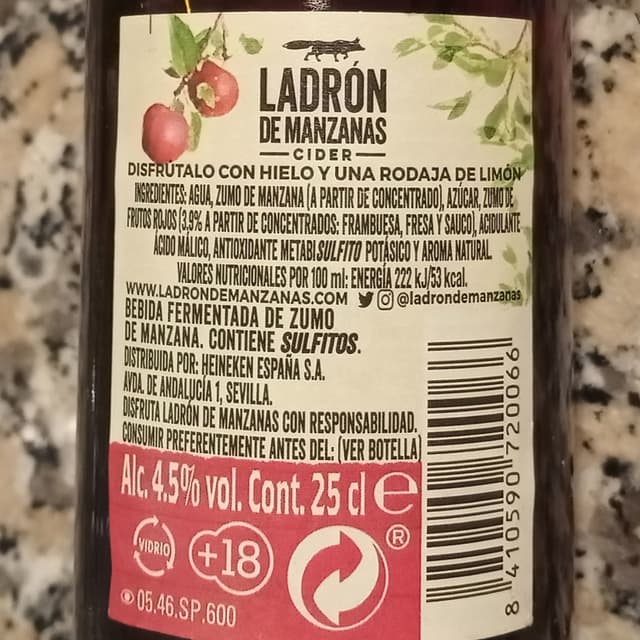 LADRÓN
DE MANZANAS
CIDER
DISFRÚTALO CON HIELO Y UNA RODAJA DE LIMÓN
INGREDIENTES: AGUA, ZUMO DE MANZANA (A PARTIR DE CONCENTRADO), AZÚCAR, ZUMO DE
FRUTOS ROJOS (3,9% A PARTIR DE CONCENTRADOS: FRAMBUESA, FRESA Y SAUCO), ACIDULANTE
ÁCIDO MÁLICO, ANTIOXIDANTE METABISULFITO POTÁSICO Y AROMA NATURAL.
VALORES NUTRICIONALES POR 100 ml: ENERGÍA 222 kJ/53 kcal.
WWW.LADRONDEMANZANAS.COM @ladrondemanzanas
BEBIDA FERMENTADA DE ZUMO
DE MANZANA. CONTIENE SULFITOS.
DISTRIBUIDA POR: HEINEKEN ESPAÑA S.A.
AVDA. DE ANDALUCÍA 1, SEVILLA.
DISFRUTA LADRÓN DE MANZANAS CON RESPONSABILIDAD.
CONSUMIR PREFERENTEMENTE ANTES DEL: (VER BOTELLA)
Alc. 4.5% vol. Cont. 25 cl e
VIDRIO
+18
®
05.46.SP.600
8 410590 720066